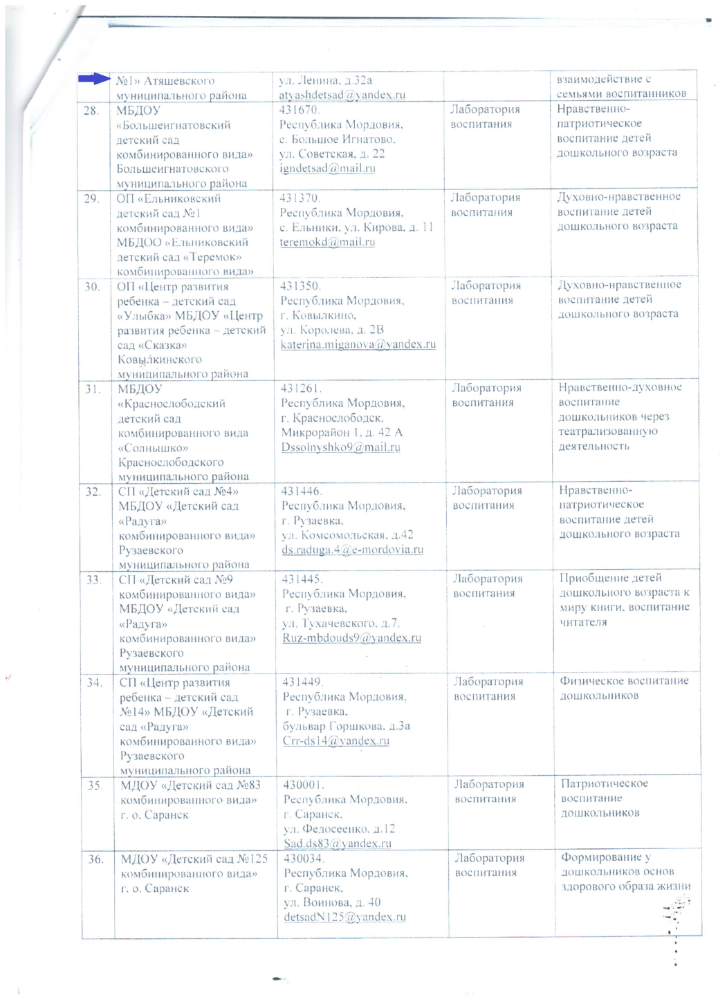 №1» Атяшевского
муниципального района
ул. Ленина, д.32а
atyashdetsad@yandex.ru
взаимодействие с
семьями воспитанников
28.
МБДОУ
«Большеигнатовский
детский сад
комбинированного вида»
Большеигнатовского
муниципального района
431670.
Республика Мордовия,
с. Большое Игнатово,
ул. Советская, д. 22
igndetsad@mail.ru
Лаборатория
воспитания
Нравственно-
патриотическое
воспитание детей
дошкольного возраста
29.
ОП «Ельниковский
детский сад №1
комбинированного вида»
МБДОО «Ельниковский
детский сад «Теремок»
комбинированного вида»
431370.
Республика Мордовия,
с. Ельники, ул. Кирова, д. 11
teremokd@mail.ru
Лаборатория
воспитания
Духовно-нравственное
воспитание детей
дошкольного возраста
30.
ОП «Центр развития
ребенка – детский сад
«Улыбка» МБДОУ «Центр
развития ребенка – детский
сад «Сказка»
Ковылкинского
муниципального района
431350.
Республика Мордовия,
г. Ковылкино,
ул. Королева, д. 2В
katerina.miganova@yandex.ru
Лаборатория
воспитания
Духовно-нравственное
воспитание детей
дошкольного возраста
31.
МБДОУ
«Краснослободский
детский сад
комбинированного вида
«Солнышко»
Краснослободского
муниципального района
431261.
Республика Мордовия,
г. Краснослободск,
Микрорайон 1, д. 42 А
Dssolnyshko9@mail.ru
Лаборатория
воспитания
Нравственно-духовное
воспитание
дошкольников через
театрализованную
деятельность
32.
СП «Детский сад №4»
МБДОУ «Детский сад
«Радуга»
комбинированного вида»
Рузаевского
муниципального района
431446.
Республика Мордовия,
г. Рузаевка,
ул. Комсомольская, д.42
ds.raduga.4@e-mordovia.ru
Лаборатория
воспитания
Нравственно-
патриотическое
воспитание детей
дошкольного возраста
33.
СП «Детский сад №9
комбинированного вида»
МБДОУ «Детский сад
«Радуга»
комбинированного вида»
Рузаевского
муниципального района
431445.
Республика Мордовия,
г. Рузаевка,
ул. Тухачевского, д.7.
Ruz-mbdouds9@yandex.ru
Лаборатория
воспитания
Приобщение детей
дошкольного возраста к
миру книги, воспитание
читателя
34.
СП «Центр развития
ребенка – детский сад
№14» МБДОУ «Детский
сад «Радуга»
комбинированного вида»
Рузаевского
муниципального района
431449.
Республика Мордовия,
г. Рузаевка,
бульвар Горшкова, д.3а
Crr-ds14@yandex.ru
Лаборатория
воспитания
Физическое воспитание
дошкольников
35.
МДОУ «Детский сад №83
комбинированного вида»
г. о. Саранск
430001.
Республика Мордовия,
г. Саранск,
ул. Федосеенко, д.12
Sad.ds83@yandex.ru
Лаборатория
воспитания
Патриотическое
воспитание
дошкольников
36.
МДОУ «Детский сад №125
комбинированного вида»
г. о. Саранск
430034.
Республика Мордовия,
г. Саранск,
ул. Воинова, д. 40
detsadN125@yandex.ru
Лаборатория
воспитания
Формирование у
дошкольников основ
здорового образа жизни